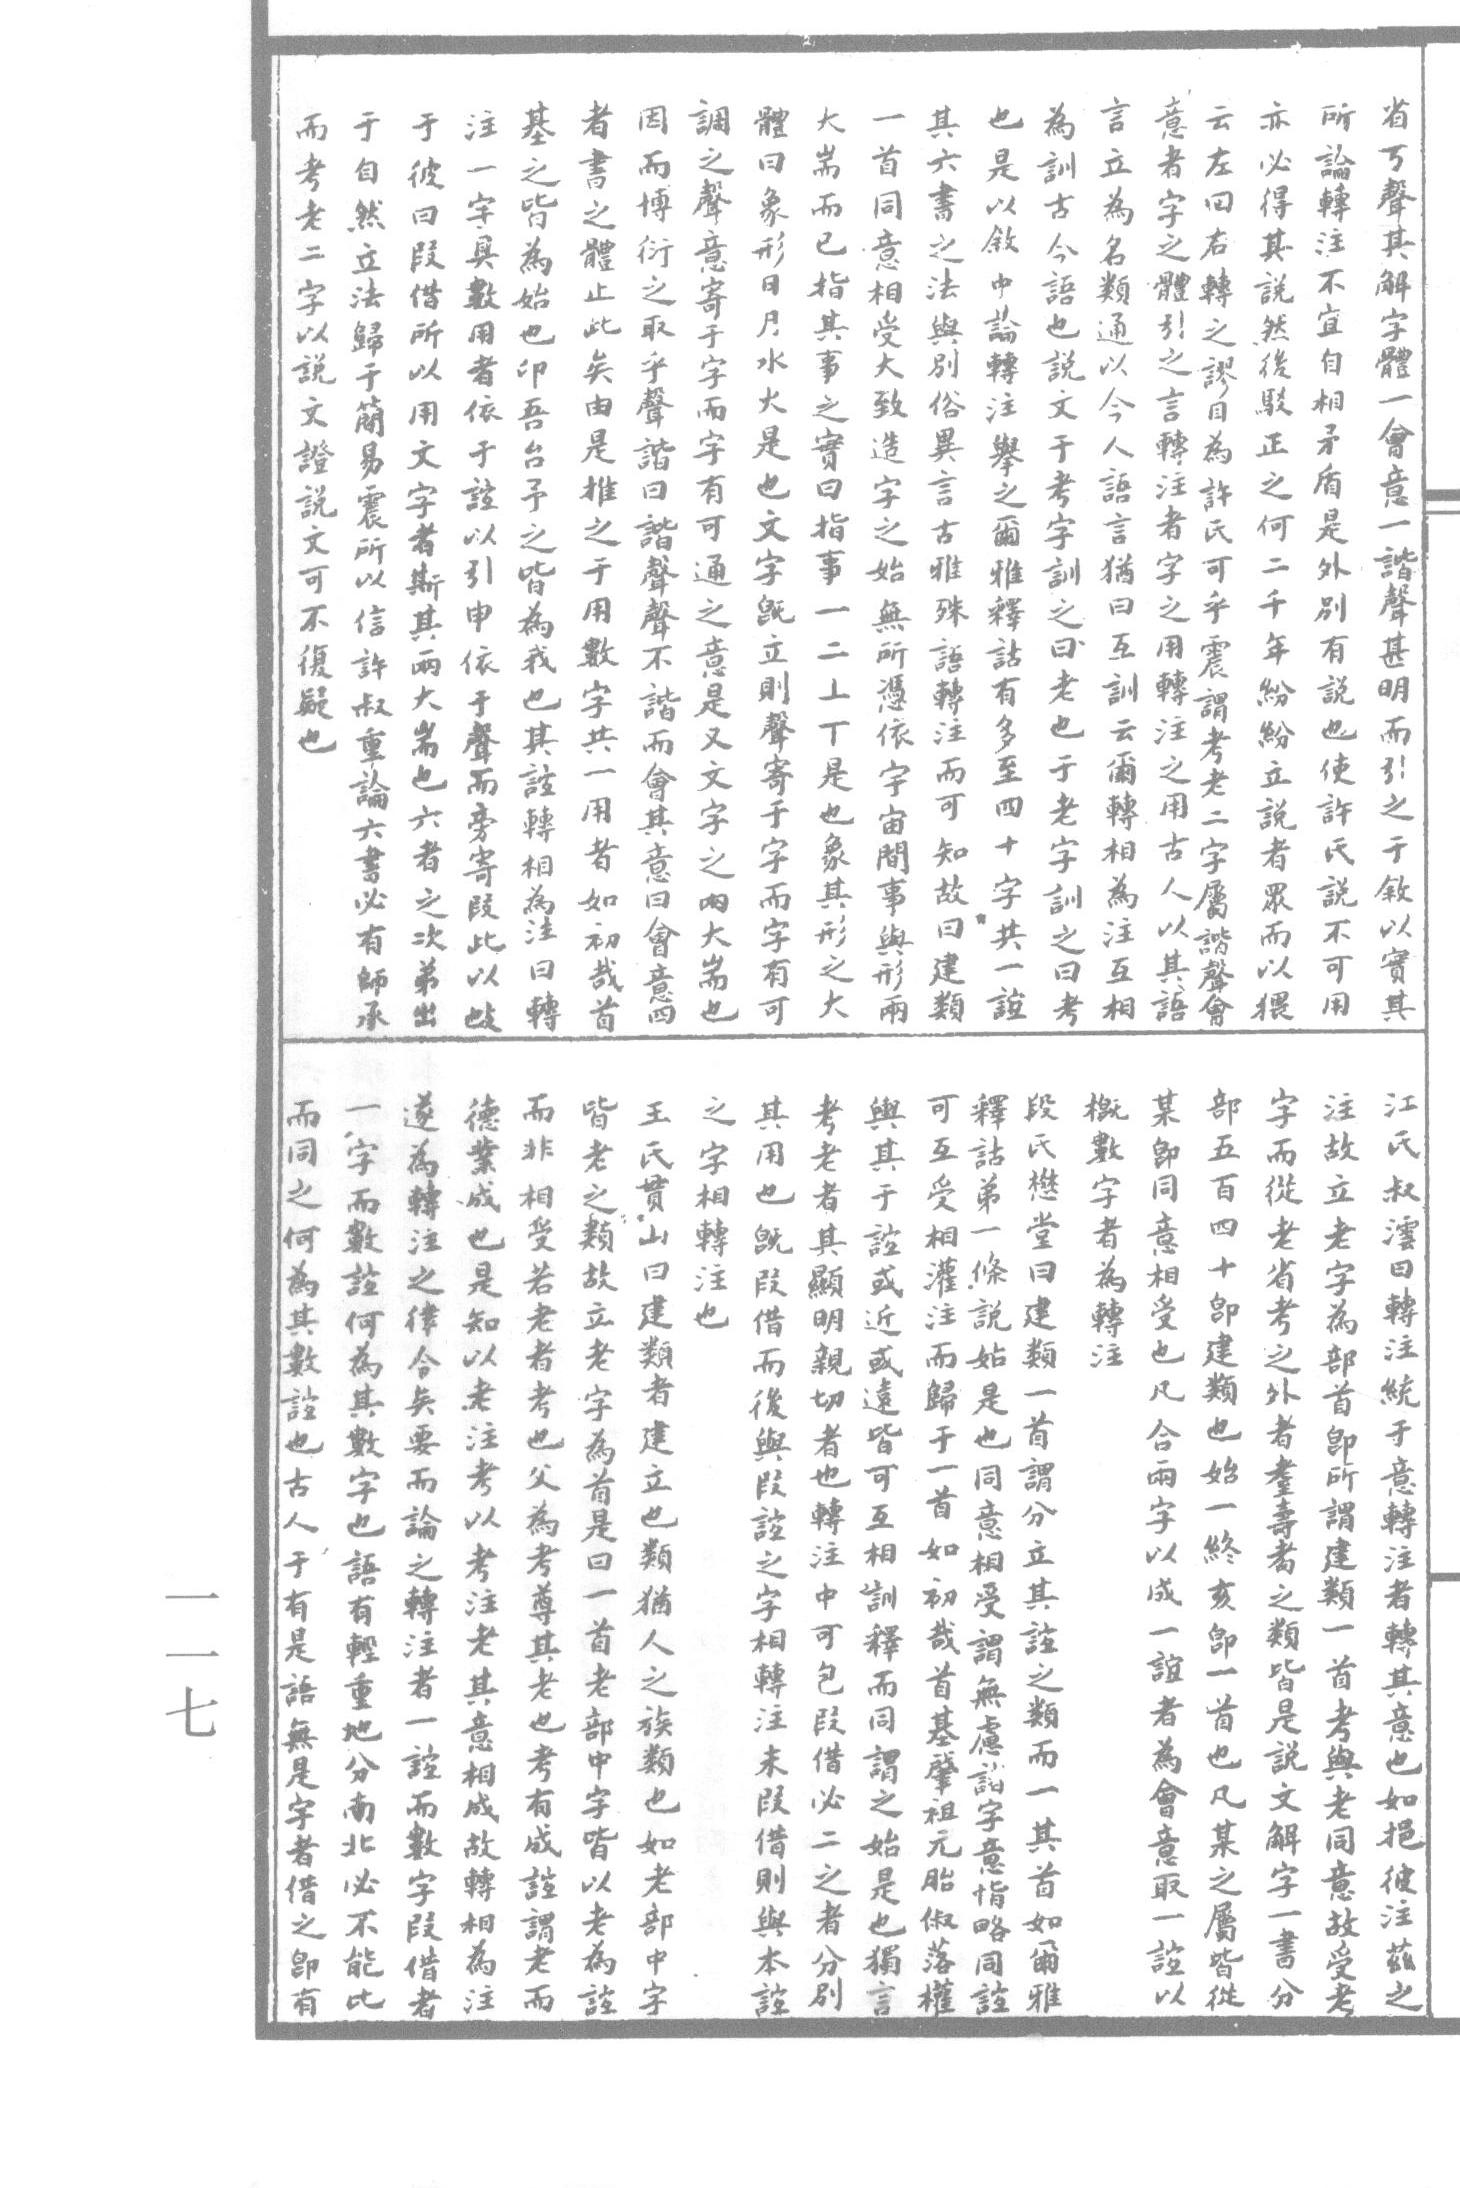 省丂聲其解字體一會意一諧聲甚明而引之于敘以實其
所論轉注不宜自相矛盾是外別有說也使許氏說不可用
亦必得其說然後駁正之何二千年紛紛立說者眾而以猥
云左回右轉之謬目為許氏可乎震謂考老二字屬諧聲會
意者字之體引之言轉注者字之用轉注之用古人以其語
言立為名類通以今人語言猶曰互訓云爾轉相為注互相
為訓古今語也說文于考字訓之曰老也于老字訓之曰考
也是以敘中論轉注舉之爾雅釋詁有多至四十字共一誼
其六書之法與別俗異言古雅殊語轉注而可知故曰建類
一首同意相受大致造字之始無所憑依宇宙間事與形兩
大耑而已指其事之實曰指事一二丄丅是也象其形之大
體曰象形日月水火是也文字既立則聲寄于字而字有可
調之聲意寄于字而字有可通之意是又文字之兩大耑也
因而博衍之取乎聲諧曰諧聲聲不諧而會其意曰會意四
者書之體止此矣由是推之于用數字共一用者如初哉首
基之皆為始也卬吾台予之皆為我也其誼轉相為注曰轉
注一字具數用者依于誼以引申依于聲而旁寄叚此以㢤
于彼曰叚借所以用文字者斯其兩大耑也六者之次弟出
于自然立法歸于簡易震所以信許叔重論六書必有師承
而考老二字以說文證說文可不復疑也
江氏叔澐曰轉注統于意轉注者轉其意也如挹彼注茲之
注故立老字為部首卽所謂建類一首考與老同意故受老
字而從老省考之外者耋壽耇之類皆是說文解字一書分
部五百四十卽建類也始一終亥卽一首也凡某之屬皆從
某卽同意相受也凡合兩字以成一誼者為會意取一誼以
概數字者為轉注
段氏懋堂曰建類一首謂分立其誼之類而一其首如爾雅
釋詁弟一條說始是也同意相受謂無慮諸字意恉略同誼
可互受相灌注而歸于一首如初哉首基肇祖元胎俶落權
輿其于誼或近或遠皆可互相訓釋而同謂之始是也獨言
考老者其顯明親切者也轉注中可包叚借必二之者分別
其用也既叚借而後與叚誼之字相轉注未叚借則與本誼
之字相轉注也
王氏貫山曰建類者建立也類猶人之族類也如老部中字
皆老之類故立老字為首是曰一首老部中字皆以老為誼
而非相受若老者考也父為考尊其老也考有成誼謂老而
德業成也是知以老注考以考注老其意相成故轉相為注
遂為轉注之律令矣要而論之轉注者一誼而數字叚借者
一字而數誼何為其數字也語有輕重地分南北必不能比
而同之何為其數誼也古人于有是語無是字者借之卽有
一一七